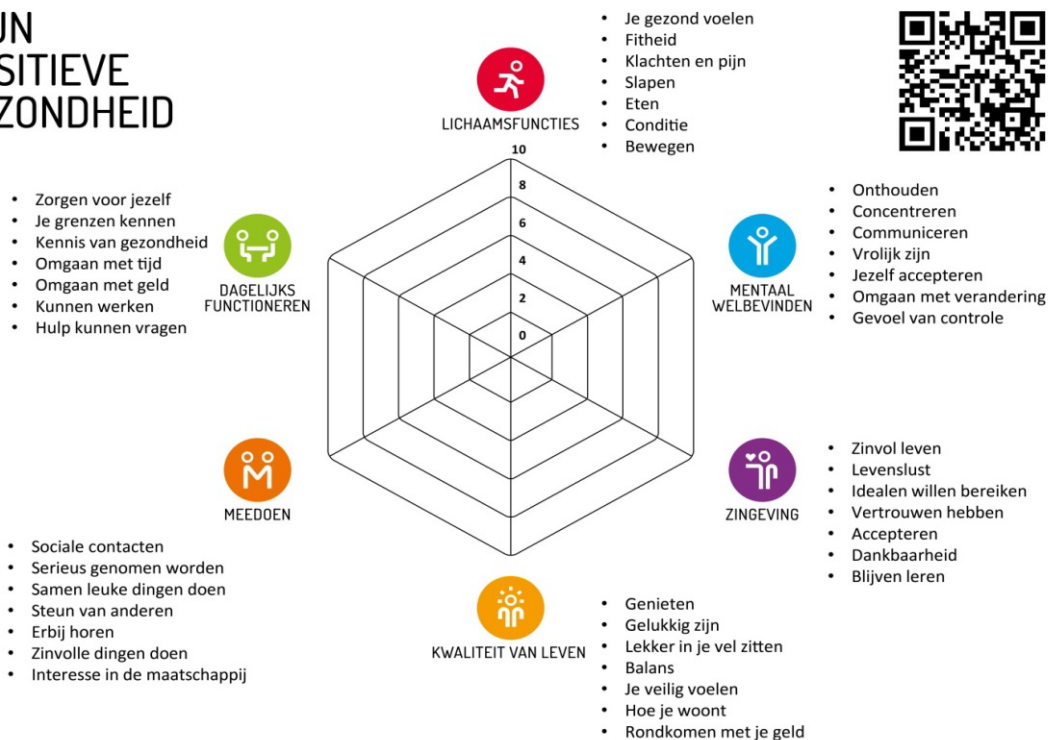 JN
SITIEVE
ZONDHEID
LICHAAMSFUNCTIES
• Je gezond voelen
• Fitheid
• Klachten en pijn
• Slapen
• Eten
• Conditie
• Bewegen
10
8
6
4
2
0
• Zorgen voor jezelf
• Je grenzen kennen
• Kennis van gezondheid
• Omgaan met tijd
• Omgaan met geld
• Kunnen werken
• Hulp kunnen vragen
DAGELIJKS
FUNCTIONEREN
MENTAAL
WELBEVINDEN
• Onthouden
• Concentreren
• Communiceren
• Vrolijk zijn
• Jezelf accepteren
• Omgaan met verandering
• Gevoel van controle
MEEDOEN
• Sociale contacten
• Serieus genomen worden
• Samen leuke dingen doen
• Steun van anderen
• Erbij horen
• Zinvolle dingen doen
• Interesse in de maatschappij
ZINGEVING
• Zinvol leven
• Levenslust
• Idealen willen bereiken
• Vertrouwen hebben
• Accepteren
• Dankbaarheid
• Blijven leren
KWALITEIT VAN LEVEN
• Genieten
• Gelukkig zijn
• Lekker in je vel zitten
• Balans
• Je veilig voelen
• Hoe je woont
• Rondkomen met je geld